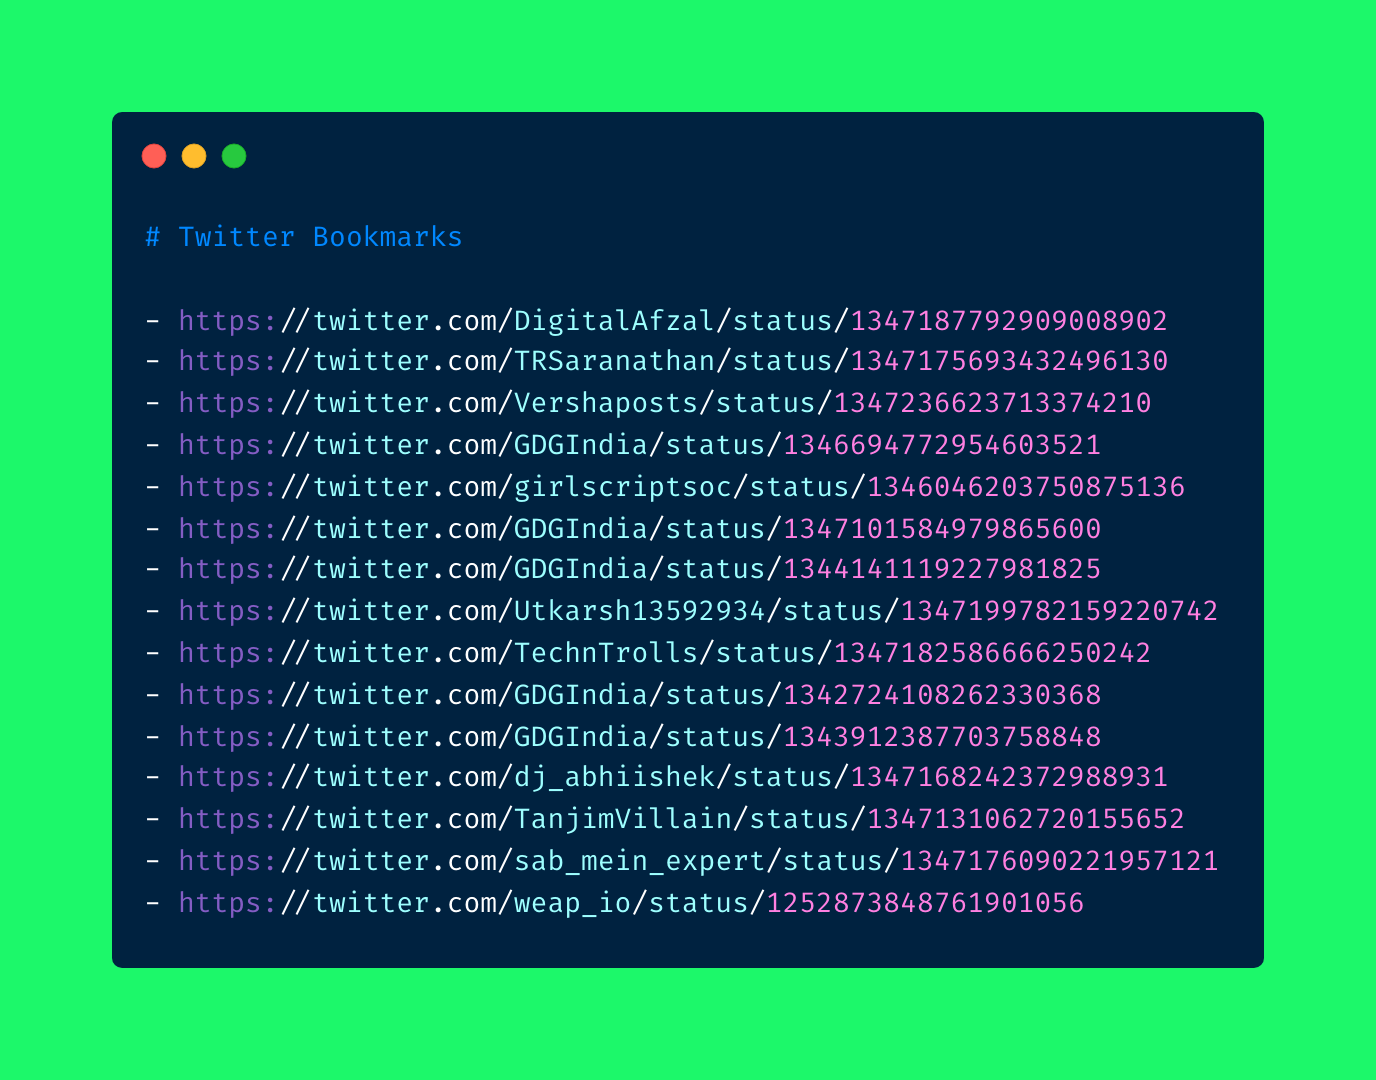 # Twitter Bookmarks
- https://twitter.com/DigitalAfzal/status/1347187792909008902
- https://twitter.com/TRSaranathan/status/1347175693432496130
- https://twitter.com/Vershaposts/status/1347236623713374210
- https://twitter.com/GDGIndia/status/1346694772954603521
- https://twitter.com/girlscriptsoc/status/1346046203750875136
- https://twitter.com/GDGIndia/status/1347101584979865600
- https://twitter.com/GDGIndia/status/1344141119227981825
- https://twitter.com/Utkarsh13592934/status/1347199782159220742
- https://twitter.com/TechnTrolls/status/1347182586666250242
- https://twitter.com/GDGIndia/status/1342724108262330368
- https://twitter.com/GDGIndia/status/1343912387703758848
- https://twitter.com/dj_abhiishek/status/1347168242372988931
- https://twitter.com/TanjimVillain/status/1347131062720155652
- https://twitter.com/sab_mein_expert/status/1347176090221957121
- https://twitter.com/weap_io/status/1252873848761901056